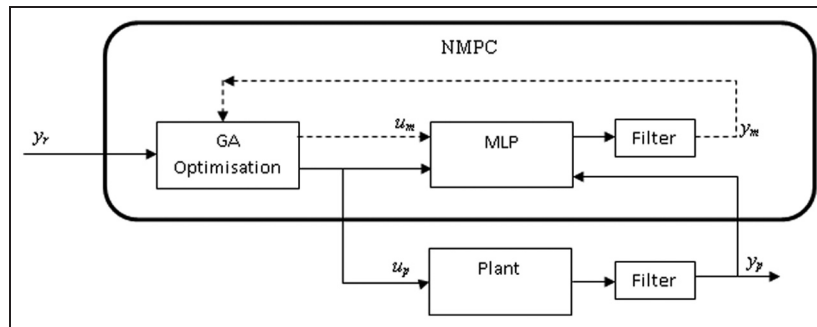 NMPC
y_r
GA
Optimisation
u_m
MLP
Filter
y_m
u_p
Plant
Filter
y_p